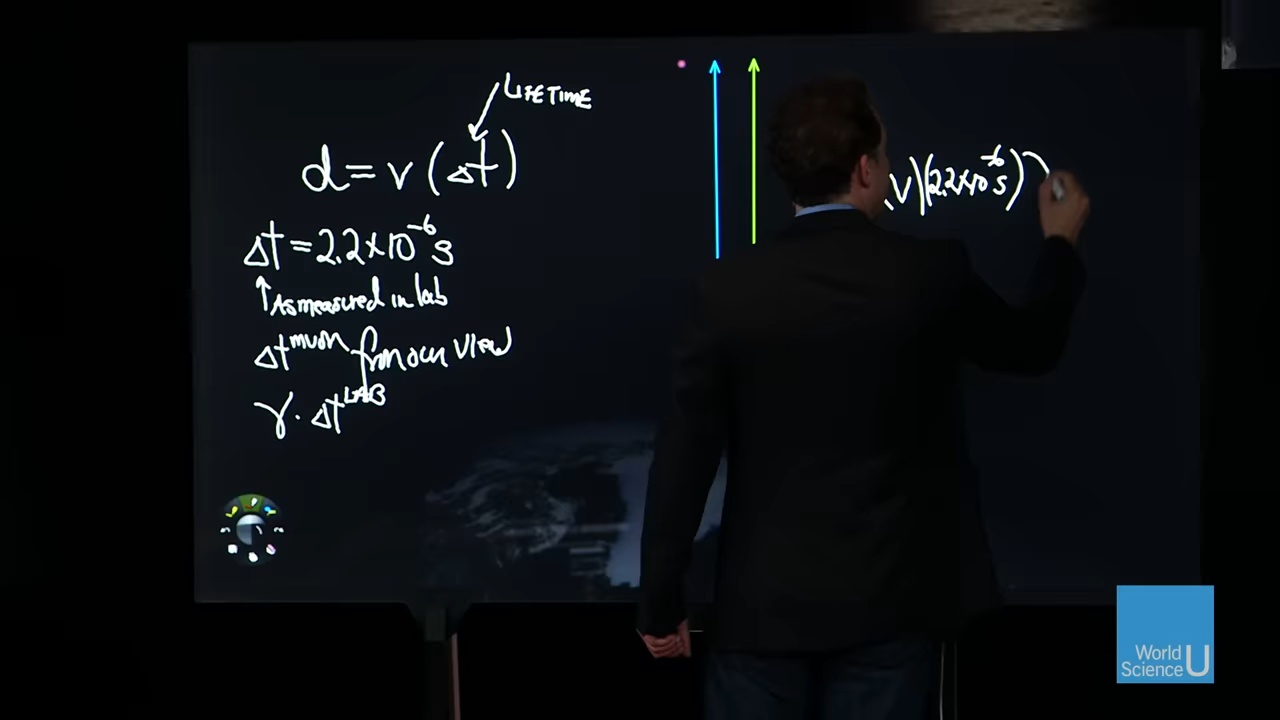 LIFETIME
d = v (Δt)
Δt = 2.2×10⁻⁶ s
↑ As measured in lab
Δt^muon from our view
γ · Δt^LAB
v)(2.2×10⁻⁶ s)
World
Science U